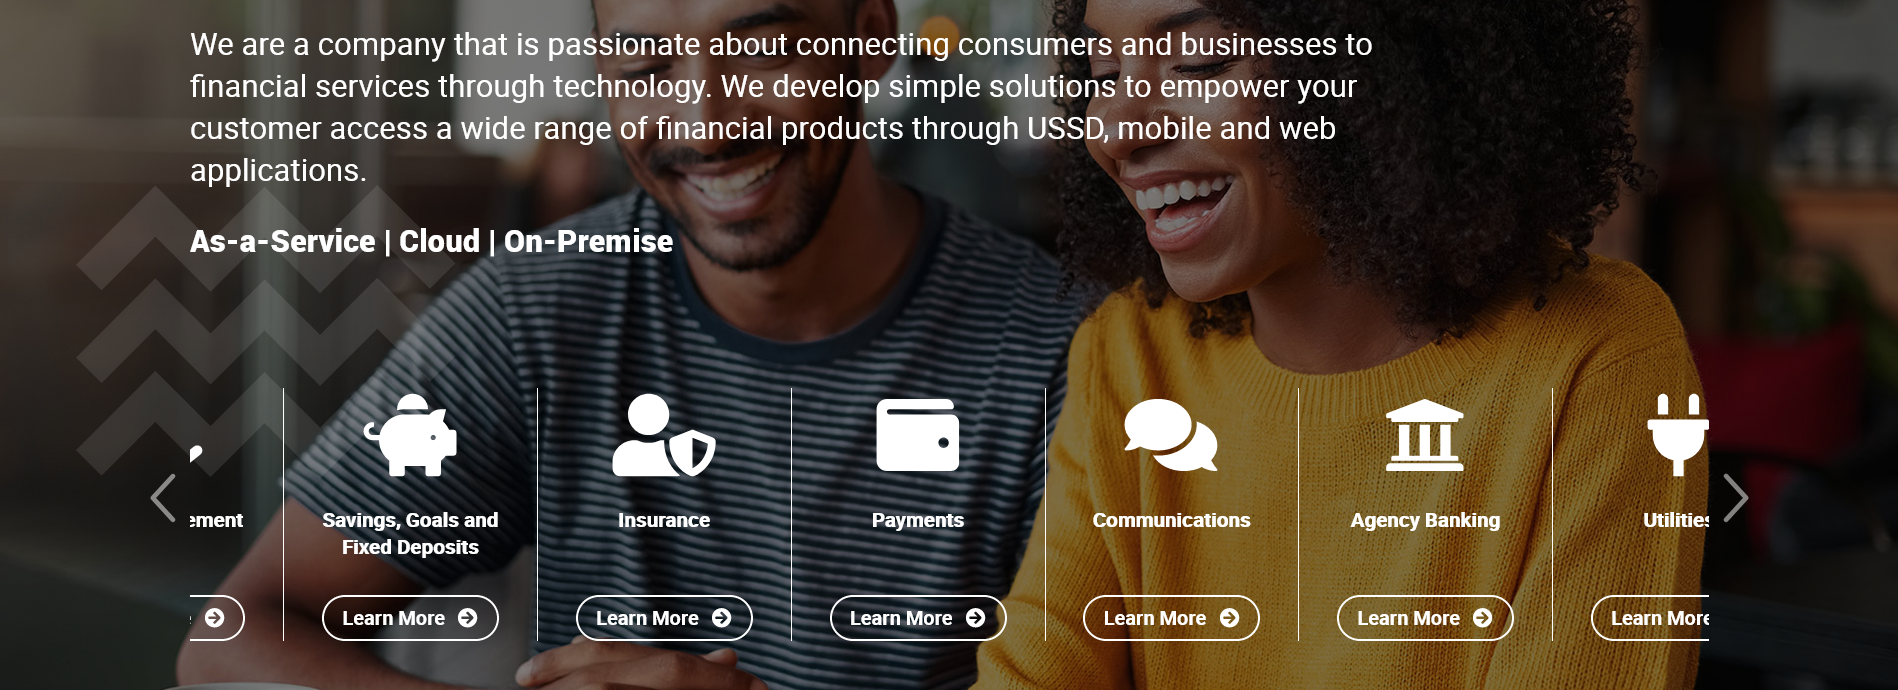 We are a company that is passionate about connecting consumers and businesses to
financial services through technology. We develop simple solutions to empower your
customer access a wide range of financial products through USSD, mobile and web
applications.
As-a-Service | Cloud | On-Premise
ement
Savings, Goals and
Fixed Deposits
Insurance
Payments
Communications
Agency Banking
Utilities
Learn More
Learn More
Learn More
Learn More
Learn More
Learn More